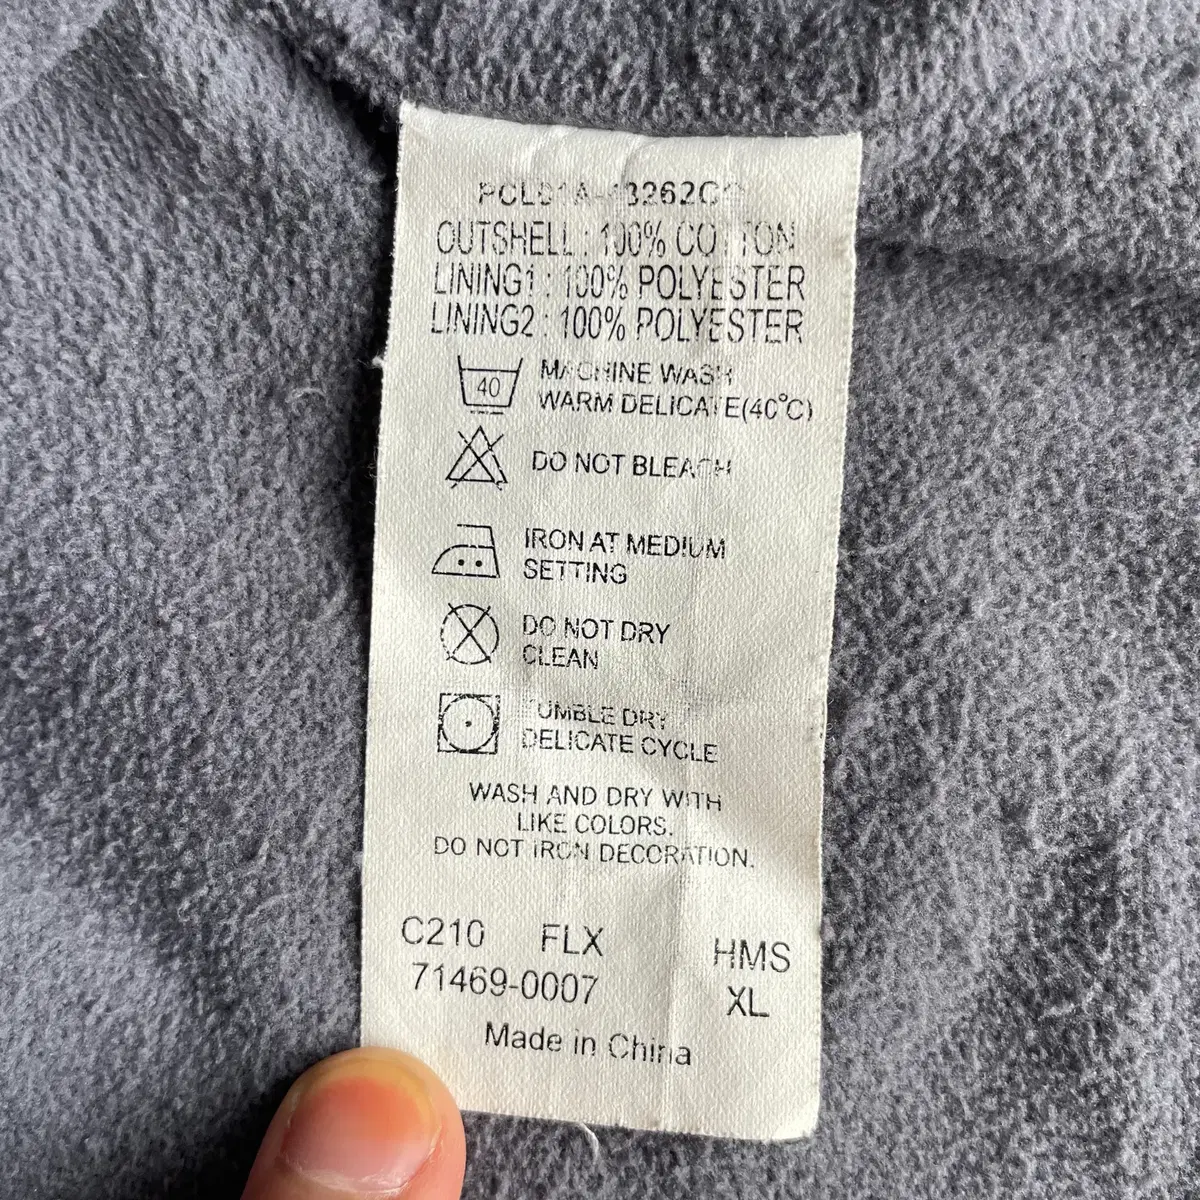 OUTSHELL : 100% COTTON
LINING1 : 100% POLYESTER
LINING2 : 100% POLYESTER
40
MACHINE WASH
WARM DELICATE(40°C)
DO NOT BLEACH
IRON AT MEDIUM
SETTING
DO NOT DRY
CLEAN
TUMBLE DRY
DELICATE CYCLE
WASH AND DRY WITH
LIKE COLORS.
DO NOT IRON DECORATION.
C210 FLX HMS
71469-0007 XL
Made in China